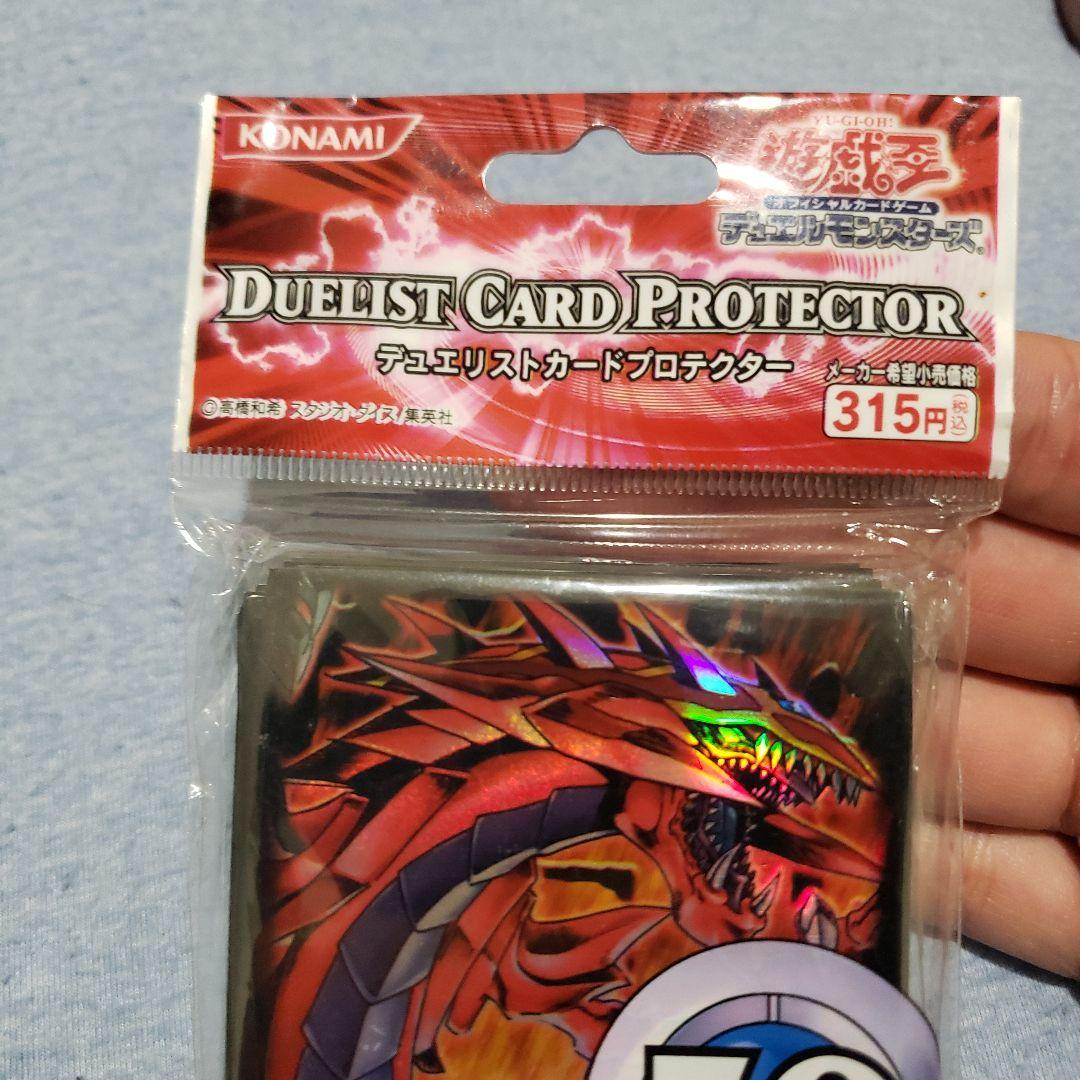 KONAMI
YU-GI-OH!
遊戯王
オフィシャルカードゲーム
デュエルモンスターズ®
DUELIST CARD PROTECTOR
デュエリストカードプロテクター
メーカー希望小売価格
315円(税込)
©高橋和希 スタジオ・ダイス/集英社